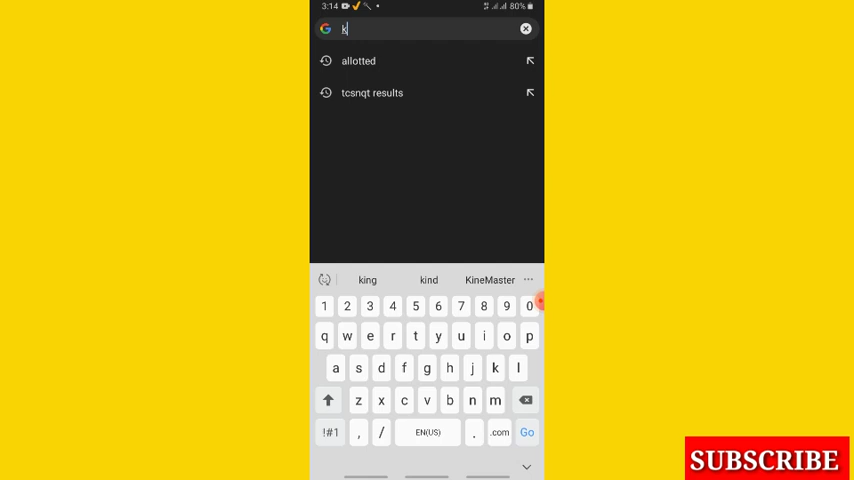 3:14 80%
k
allotted
tcsnqt results
king kind KineMaster ...
1 2 3 4 5 6 7 8 9 0
q w e r t y u i o p
a s d f g h j k l
z x c v b n m
!#1 , / EN(US) . .com Go
SUBSCRIBE